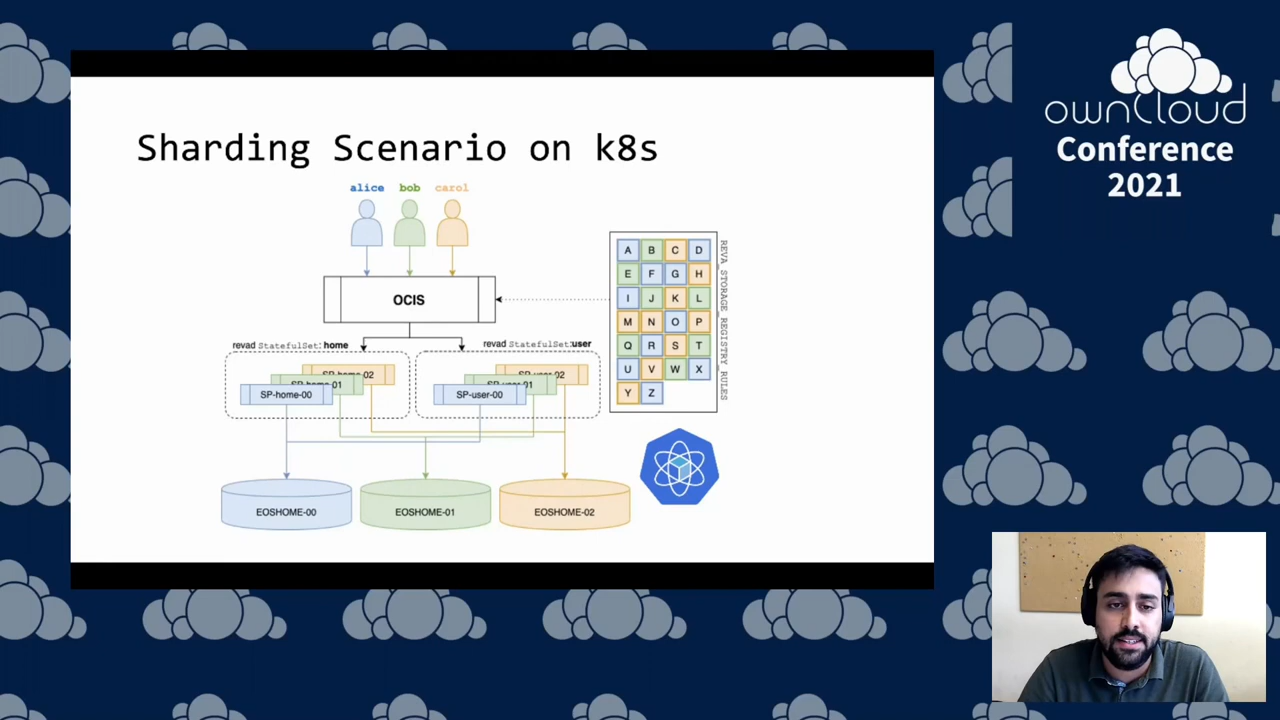 Sharding Scenario on k8s
alice bob carol
OCIS
revad StatefulSet: home
revad StatefulSet:user
SP-home-02
SP-home-01
SP-home-00
SP-user-02
SP-user-01
SP-user-00
EOSHOME-00
EOSHOME-01
EOSHOME-02
A B C D
E F G H
I J K L
M N O P
Q R S T
U V W X
Y Z
REVA STORAGE REGISTRY RULES
ownCloud
Conference
2021